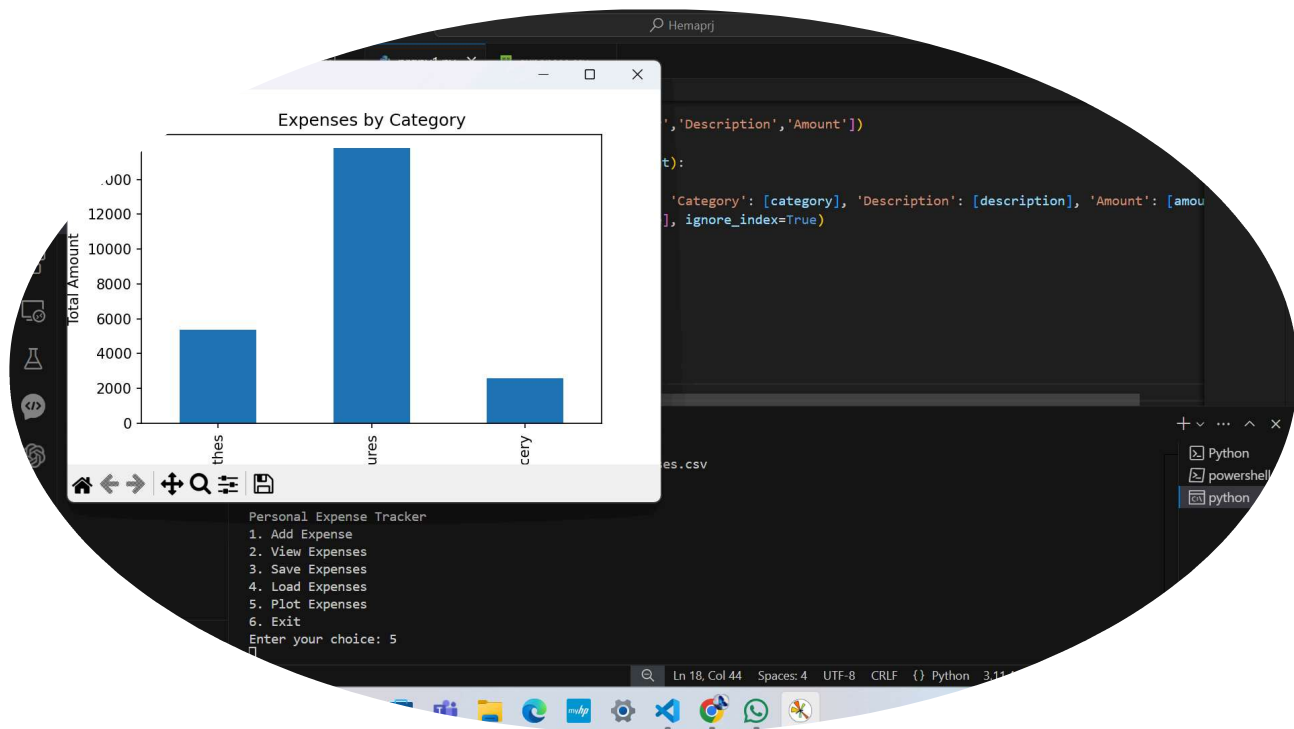 Hemaprj
Expenses by Category
12000
10000
8000
6000
4000
2000
0
Total Amount
thes
ures
cery
','Description','Amount'])
t):
'Category': [category], 'Description': [description], 'Amount': [amou
], ignore_index=True)
es.csv
Python
powershell
python
Personal Expense Tracker
1. Add Expense
2. View Expenses
3. Save Expenses
4. Load Expenses
5. Plot Expenses
6. Exit
Enter your choice: 5
Ln 18, Col 44 Spaces: 4 UTF-8 CRLF {} Python
myhp